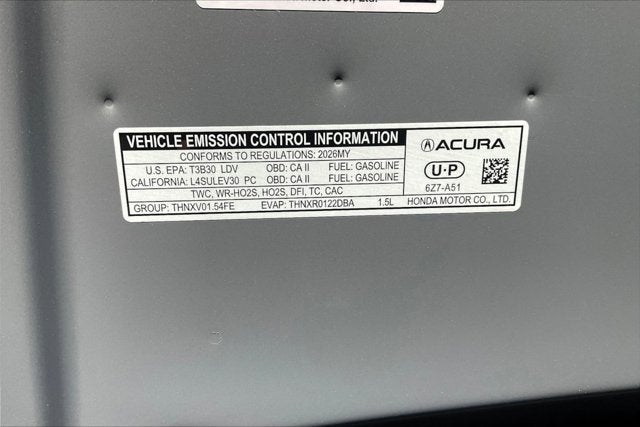 VEHICLE EMISSION CONTROL INFORMATION
CONFORMS TO REGULATIONS: 2026MY
U.S. EPA: T3B30 LDV OBD: CA II FUEL: GASOLINE
CALIFORNIA: L4SULEV30 PC OBD: CA II FUEL: GASOLINE
TWC, WR-HO2S, HO2S, DFI, TC, CAC
GROUP: THNXV01.54FE EVAP: THNXR0122DBA 1.5L
ACURA
U-P
6Z7-A51
HONDA MOTOR CO., LTD.